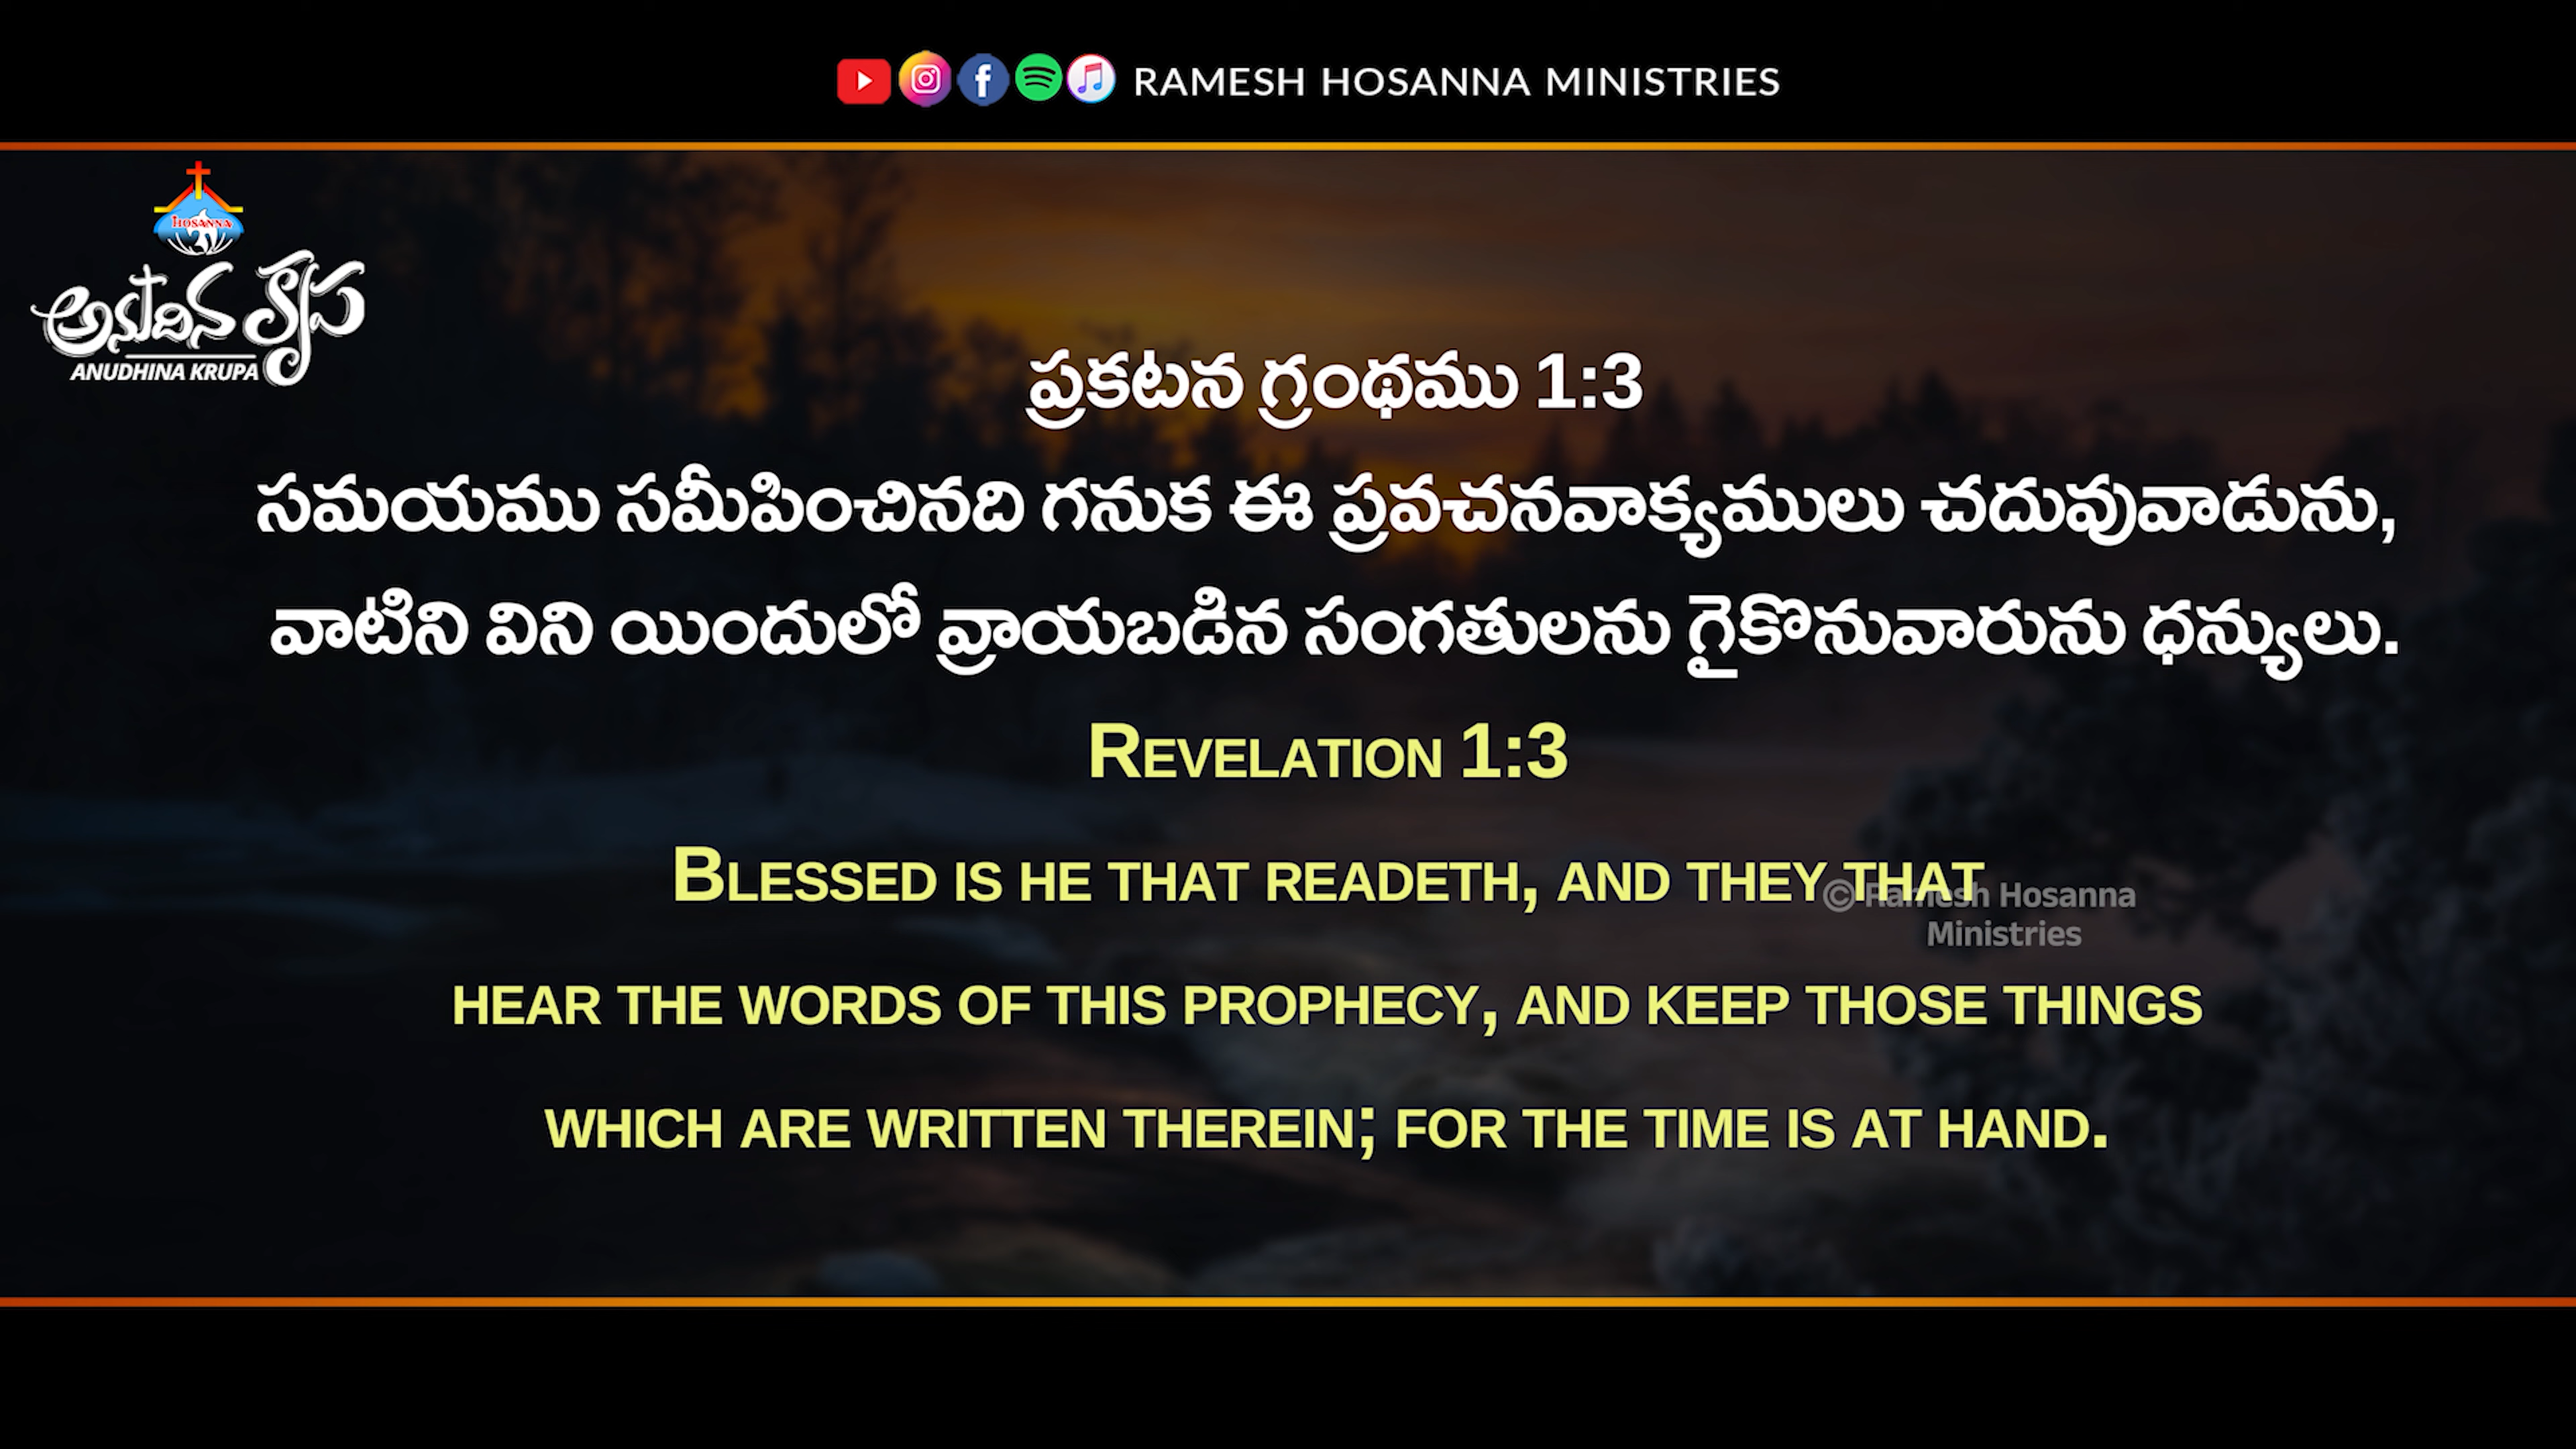 RAMESH HOSANNA MINISTRIES
HOSANNA
అనుదిన కృప
ANUDHINA KRUPA
ప్రకటన గ్రంథము 1:3
సమయము సమీపించినది గనుక ఈ ప్రవచనవాక్యములు చదువువాడును,
వాటిని విని యిందులో వ్రాయబడిన సంగతులను గైకొనువారును ధన్యులు.
REVELATION 1:3
BLESSED IS HE THAT READETH, AND THEY THAT
©Ramesh Hosanna
Ministries
HEAR THE WORDS OF THIS PROPHECY, AND KEEP THOSE THINGS
WHICH ARE WRITTEN THEREIN; FOR THE TIME IS AT HAND.